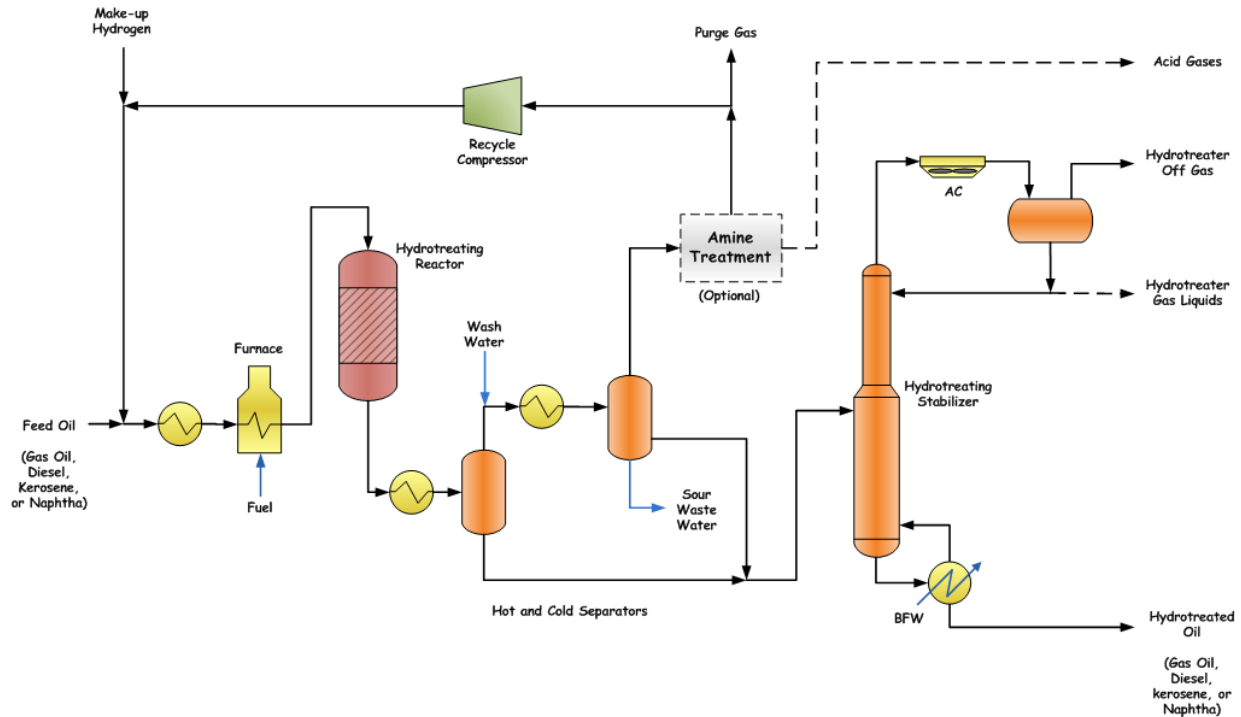 Make-up
Hydrogen
Purge Gas
Acid Gases
Recycle
Compressor
Hydrotreater
Off Gas
AC
Hydrotreating
Reactor
Amine
Treatment
(Optional)
Hydrotreater
Gas Liquids
Wash
Water
Furnace
Hydrotreating
Stabilizer
Feed Oil
(Gas Oil,
Diesel,
Kerosene,
or Naphtha)
Fuel
Sour
Waste
Water
Hot and Cold Separators
BFW
Hydrotreated
Oil
(Gas Oil,
Diesel,
kerosene, or
Naphtha)